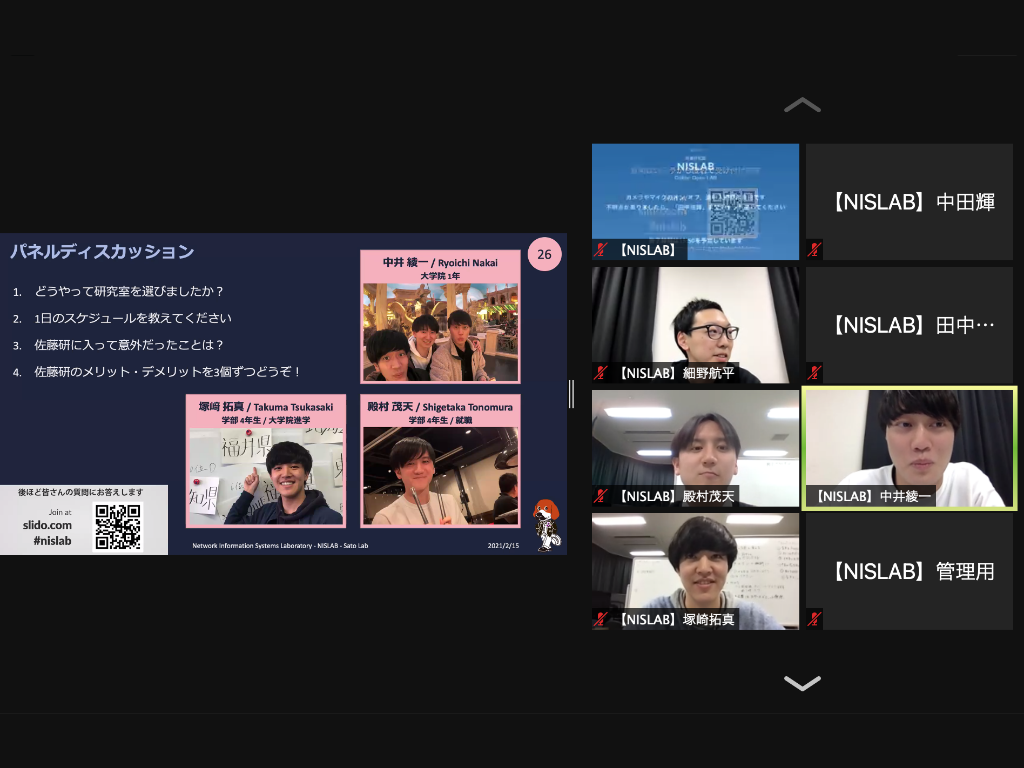 パネルディスカッション
26
1. どうやって研究室を選びましたか？
2. 1日のスケジュールを教えてください
3. 佐藤研に入って意外だったことは？
4. 佐藤研のメリット・デメリットを3個ずつどうぞ！
中井 綾一 / Ryoichi Nakai
大学院 1年
塚﨑 拓真 / Takuma Tsukasaki
学部 4年生 / 大学院進学
福井県
知県
殿村 茂天 / Shigetaka Tonomura
学部 4年生 / 就職
後ほど皆さんの質問にお答えします
Join at
slido.com
#nislab
Network Information Systems Laboratory - NISLAB - Sato Lab
2021/2/15
NISLAB
【NISLAB】
【NISLAB】中田輝
【NISLAB】細野航平
【NISLAB】田中…
【NISLAB】殿村茂天
【NISLAB】中井綾一
【NISLAB】塚崎拓真
【NISLAB】管理用